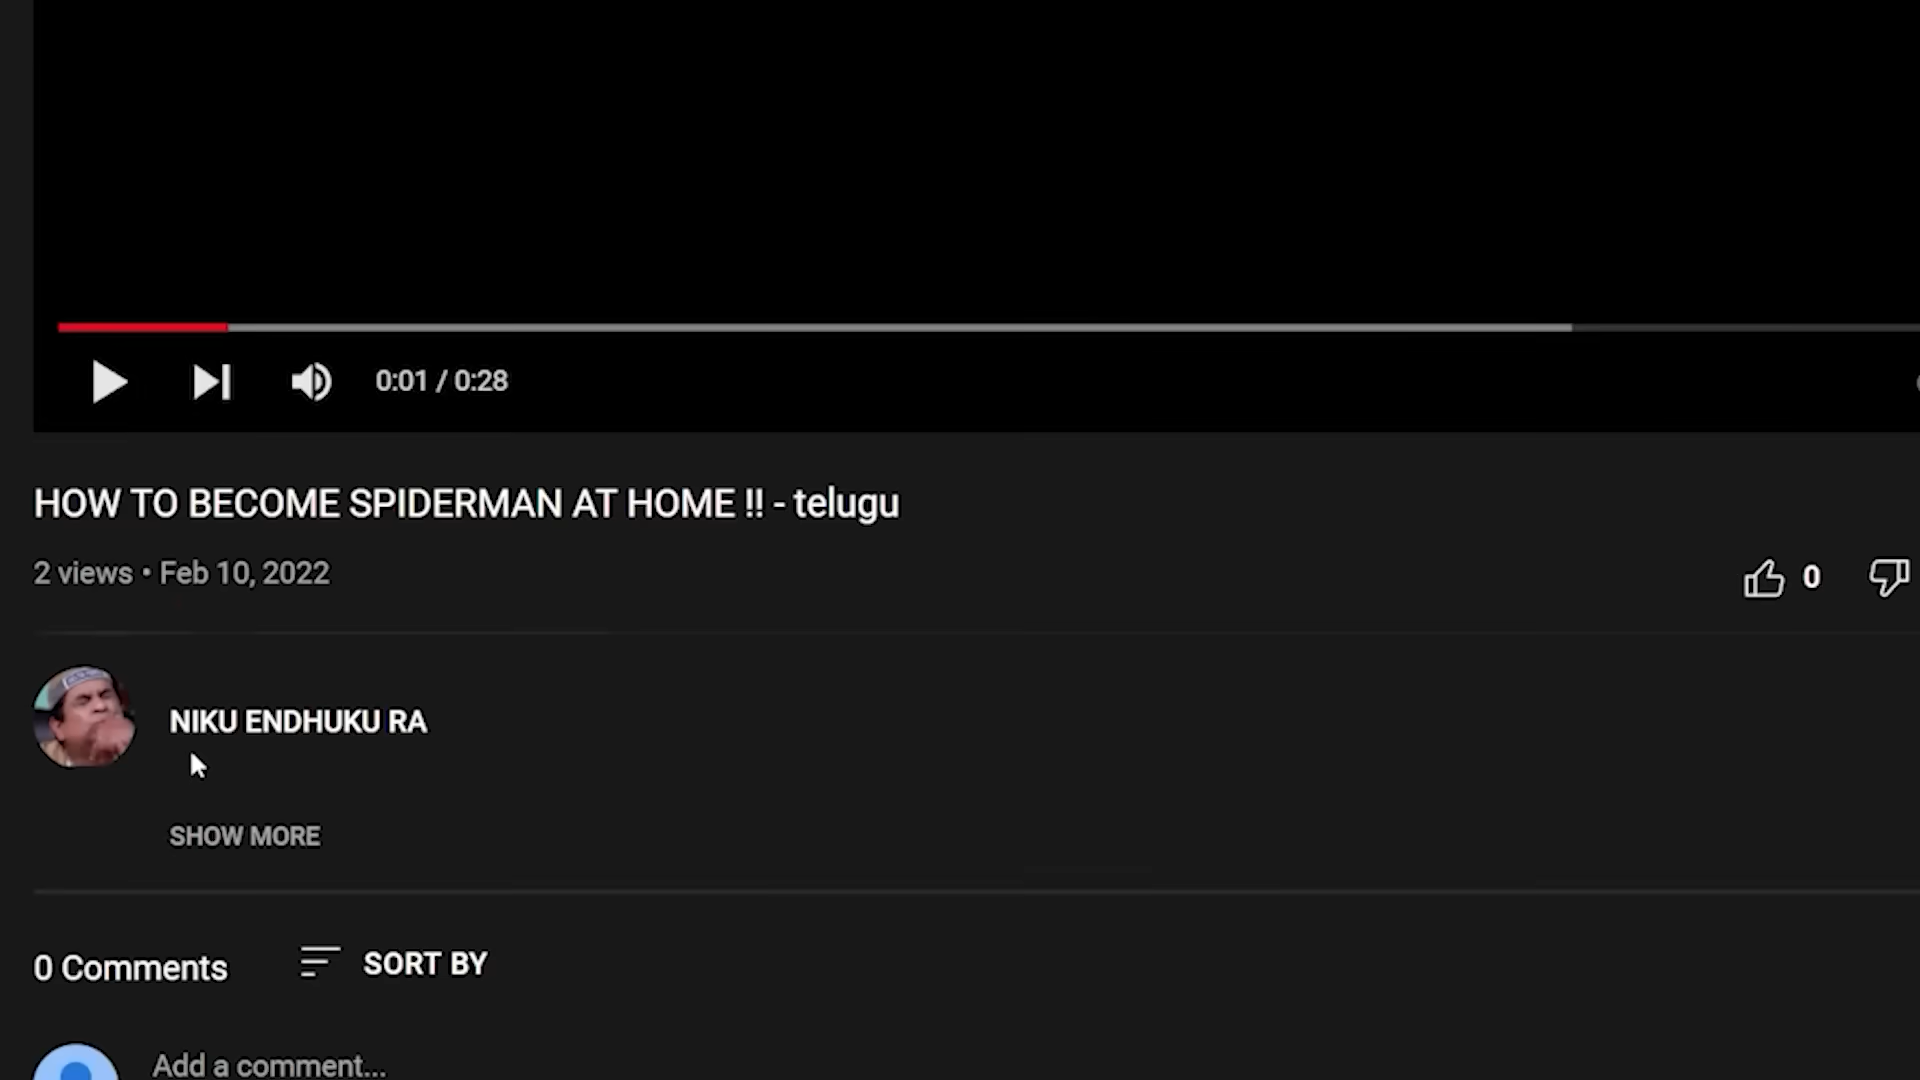 0:01 / 0:28
HOW TO BECOME SPIDERMAN AT HOME !! - telugu
2 views • Feb 10, 2022
0
NIKU ENDHUKU RA
SHOW MORE
0 Comments
SORT BY
Add a comment...